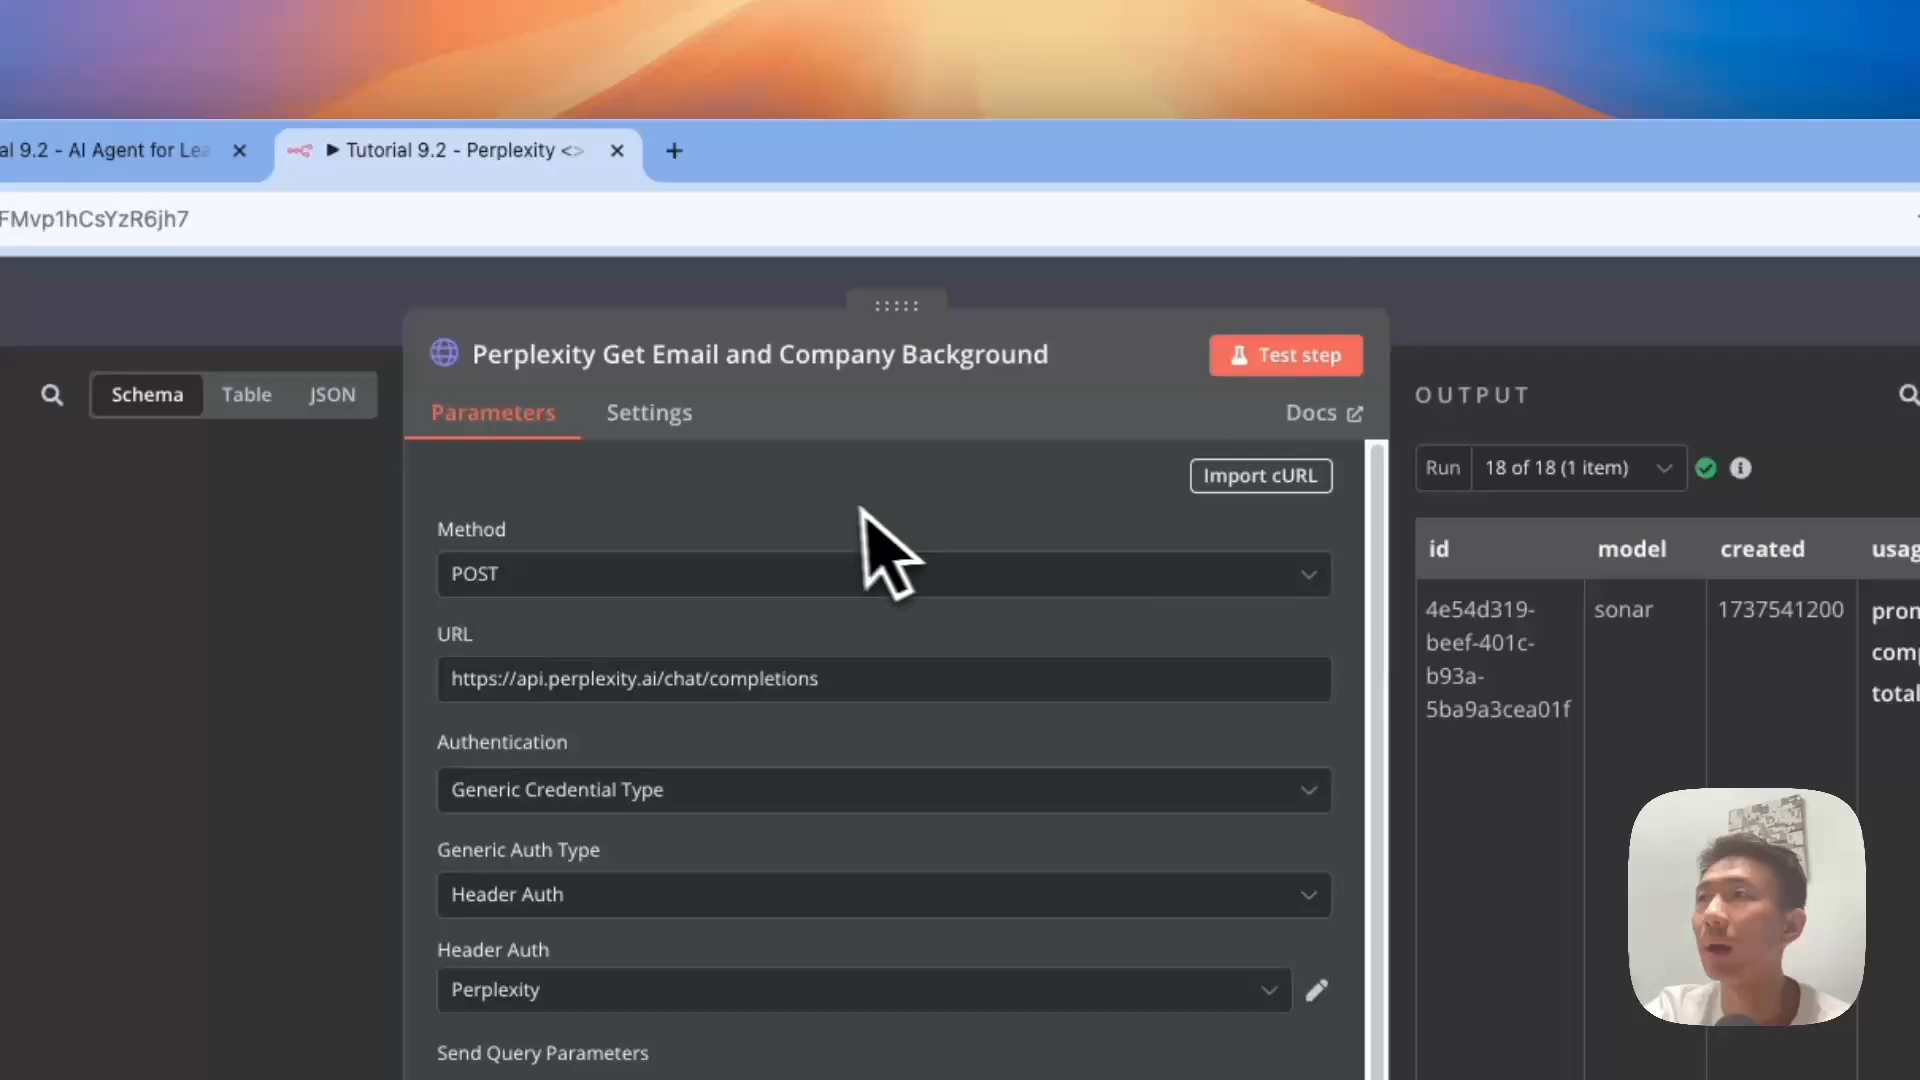 al 9.2 - AI Agent for Lea
▶ Tutorial 9.2 - Perplexity <>
FMvp1hCsYzR6jh7
Perplexity Get Email and Company Background
Test step
Schema
Table
JSON
Parameters
Settings
Docs
Import cURL
Method
POST
URL
https://api.perplexity.ai/chat/completions
Authentication
Generic Credential Type
Generic Auth Type
Header Auth
Header Auth
Perplexity
Send Query Parameters
OUTPUT
Run
18 of 18 (1 item)
id
model
created
usag
4e54d319-
beef-401c-
b93a-
5ba9a3cea01f
sonar
1737541200
pron
comp
total